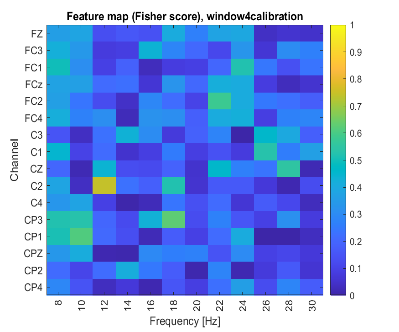 Feature map (Fisher score), window4calibration
FZ
FC3
FC1
FCz
FC2
FC4
C3
C1
CZ
C2
C4
CP3
CP1
CPZ
CP2
CP4
Channel
8 10 12 14 16 18 20 22 24 26 28 30
Frequency [Hz]
1
0.9
0.8
0.7
0.6
0.5
0.4
0.3
0.2
0.1
0